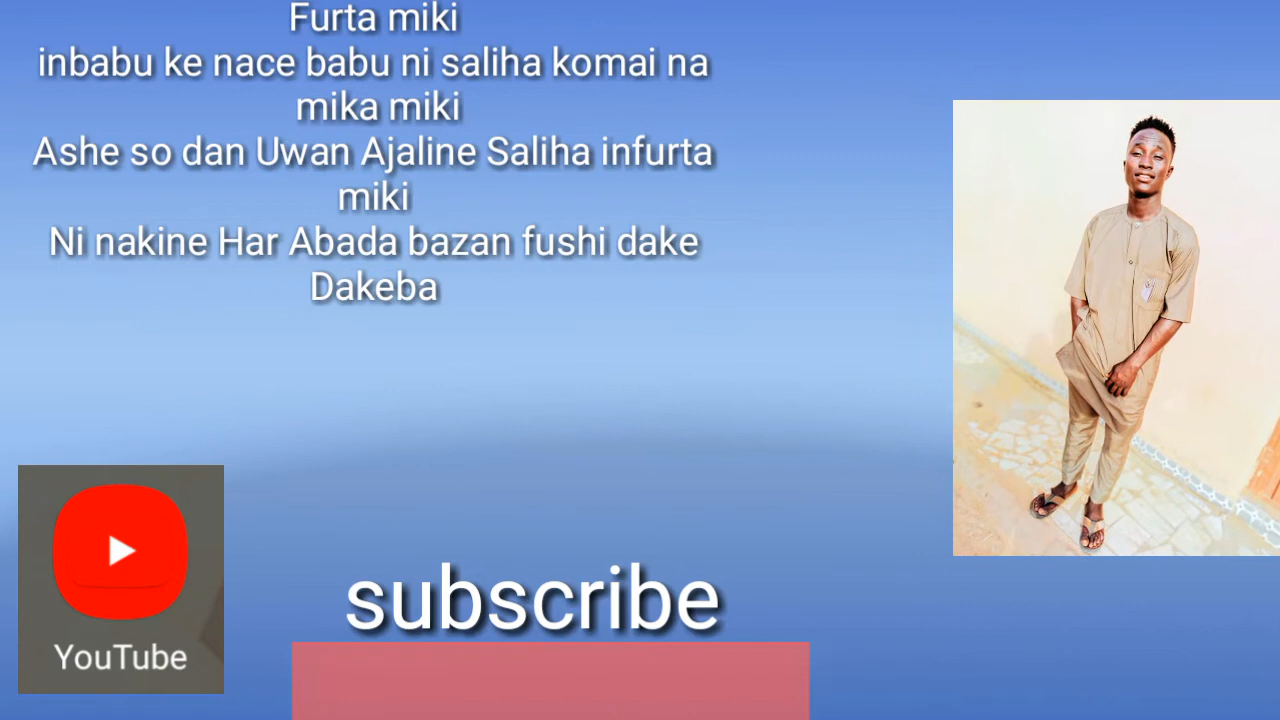 Furta miki
inbabu ke nace babu ni saliha komai na
mika miki
Ashe so dan Uwan Ajaline Saliha infurta
miki
Ni nakine Har Abada bazan fushi dake
Dakeba
subscribe
YouTube